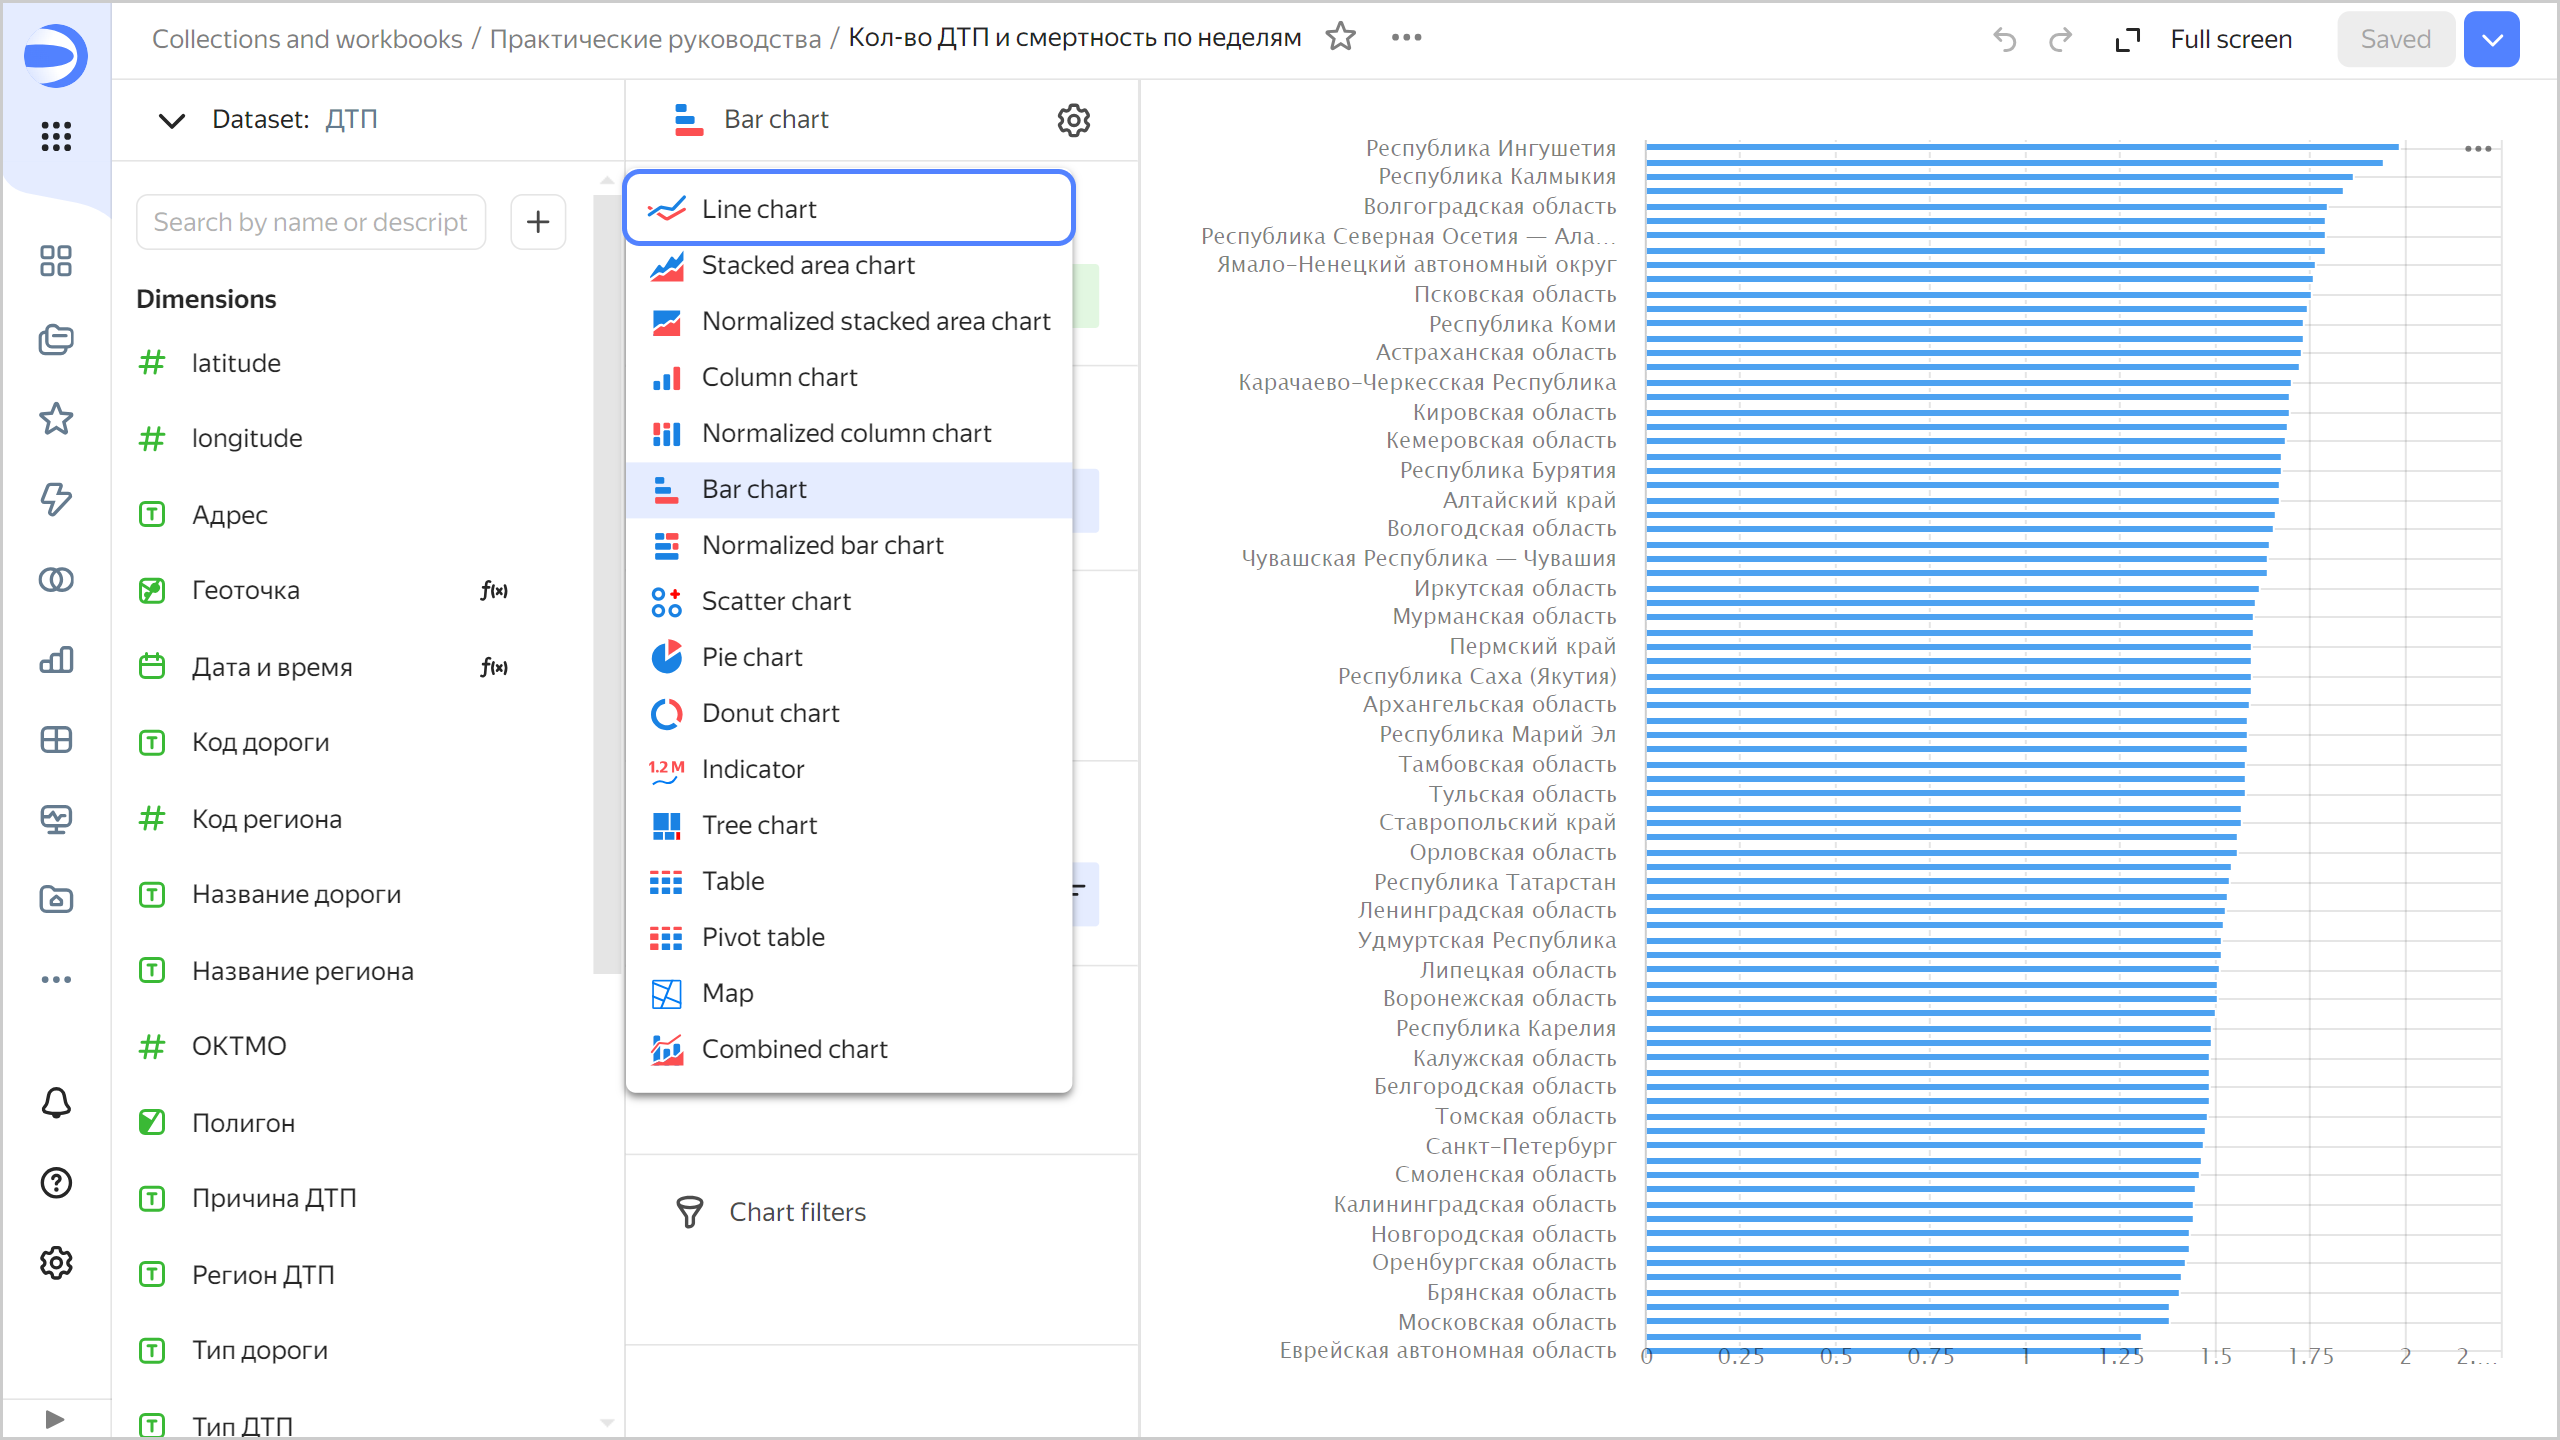 Collections and workbooks / Практические руководства / Кол-во ДТП и смертность по неделям
Full screen
Saved
Dataset: ДТП
Search by name or descript
Dimensions
latitude
longitude
Адрес
Геоточка f(x)
Дата и время f(x)
Код дороги
Код региона
Название дороги
Название региона
ОКТМО
Полигон
Причина ДТП
Регион ДТП
Тип дороги
Тип ДТП
Bar chart
Line chart
Stacked area chart
Normalized stacked area chart
Column chart
Normalized column chart
Bar chart
Normalized bar chart
Scatter chart
Pie chart
Donut chart
1.2 M Indicator
Tree chart
Table
Pivot table
Map
Combined chart
Chart filters
Республика Ингушетия
Республика Калмыкия
Волгоградская область
Республика Северная Осетия — Ала...
Ямало-Ненецкий автономный округ
Псковская область
Республика Коми
Астраханская область
Карачаево-Черкесская Республика
Кировская область
Кемеровская область
Республика Бурятия
Алтайский край
Вологодская область
Чувашская Республика — Чувашия
Иркутская область
Мурманская область
Пермский край
Республика Саха (Якутия)
Архангельская область
Республика Марий Эл
Тамбовская область
Тульская область
Ставропольский край
Орловская область
Республика Татарстан
Ленинградская область
Удмуртская Республика
Липецкая область
Воронежская область
Республика Карелия
Калужская область
Белгородская область
Томская область
Санкт-Петербург
Смоленская область
Калининградская область
Новгородская область
Оренбургская область
Брянская область
Московская область
Еврейская автономная область
0 0.25 0.5 0.75 1 1.25 1.5 1.75 2 2....